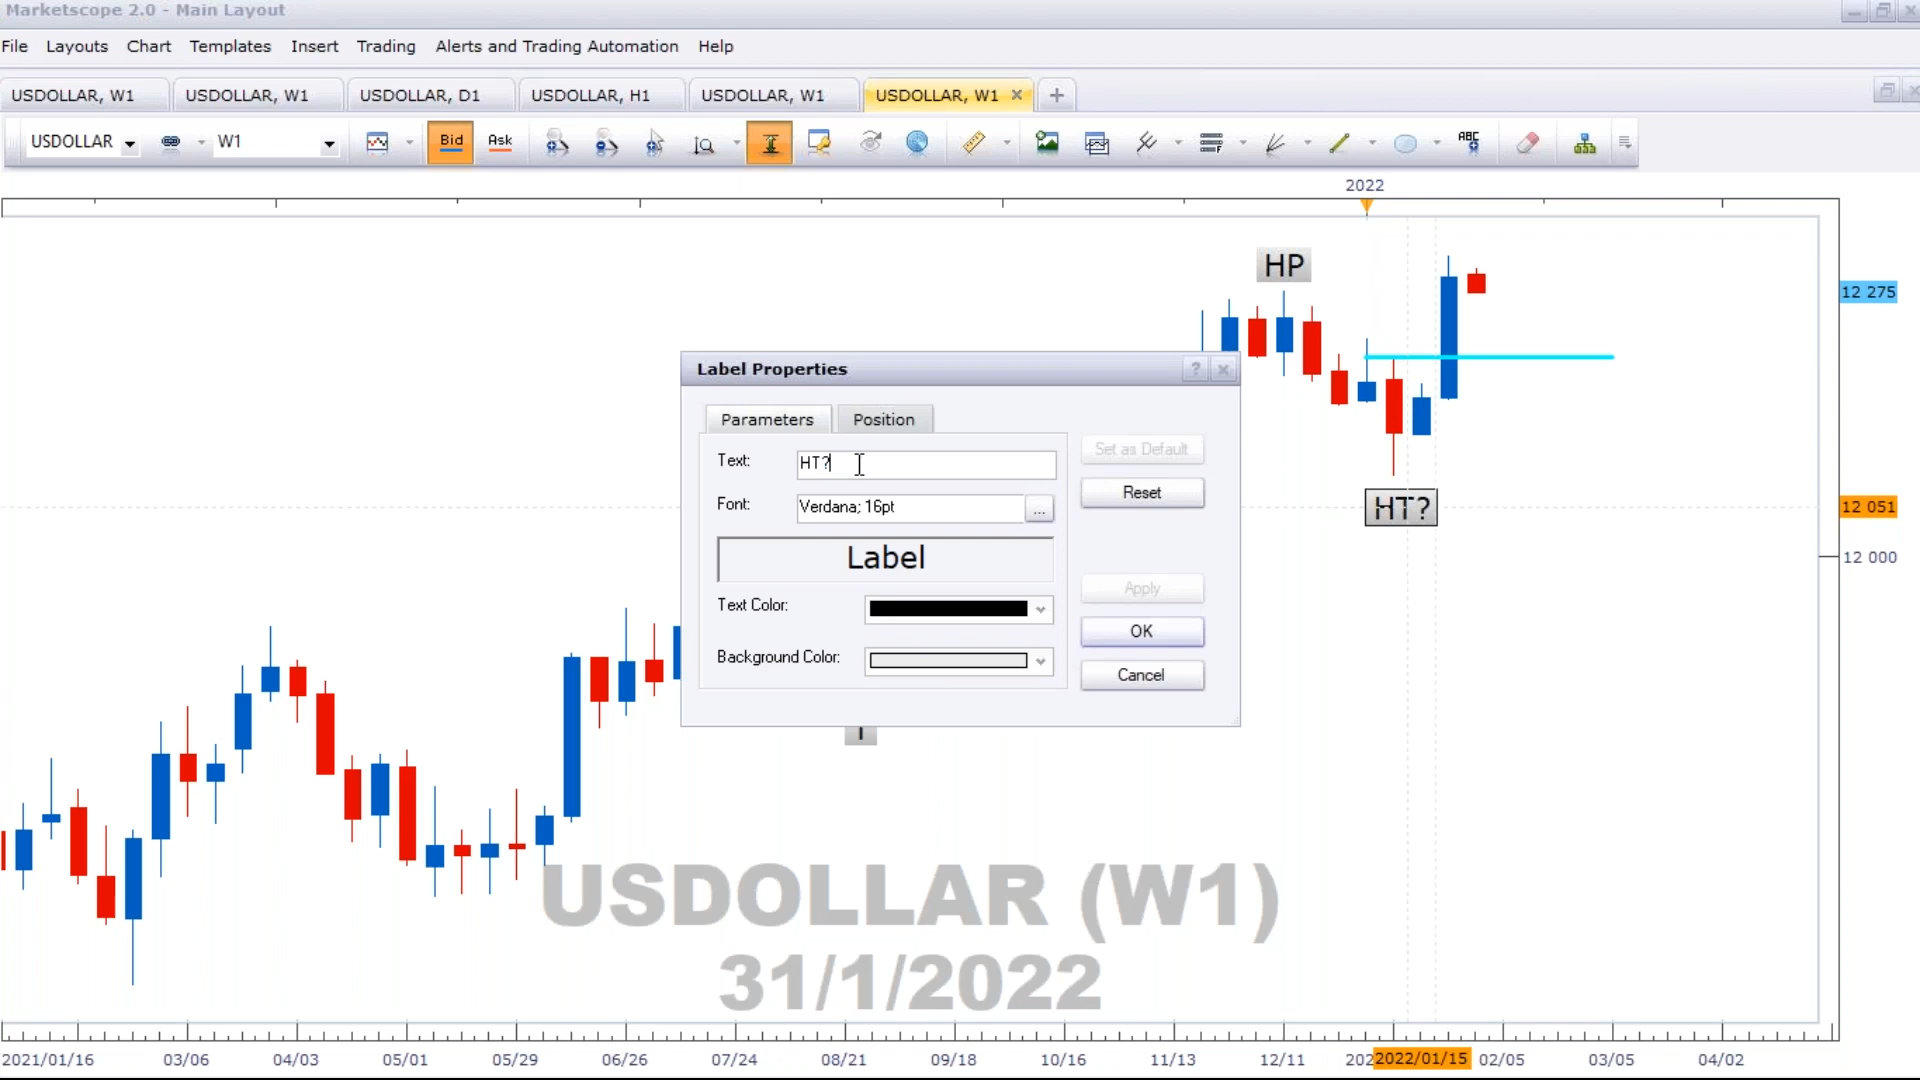 Marketscope 2.0 - Main Layout
File Layouts Chart Templates Insert Trading Alerts and Trading Automation Help
USDOLLAR, W1 USDOLLAR, W1 USDOLLAR, D1 USDOLLAR, H1 USDOLLAR, W1 USDOLLAR, W1
USDOLLAR W1 Bid Ask ABC
2022
HP
12 275
Label Properties
Parameters Position
Text: HT? Set as Default
Font: Verdana; 16pt ... Reset
HT?
12 051
Label
12 000
Apply
Text Color:
OK
Background Color:
Cancel
USDOLLAR (W1)
31/1/2022
2021/01/16 03/06 04/03 05/01 05/29 06/26 07/24 08/21 09/18 10/16 11/13 12/11 202 2022/01/15 02/05 03/05 04/02